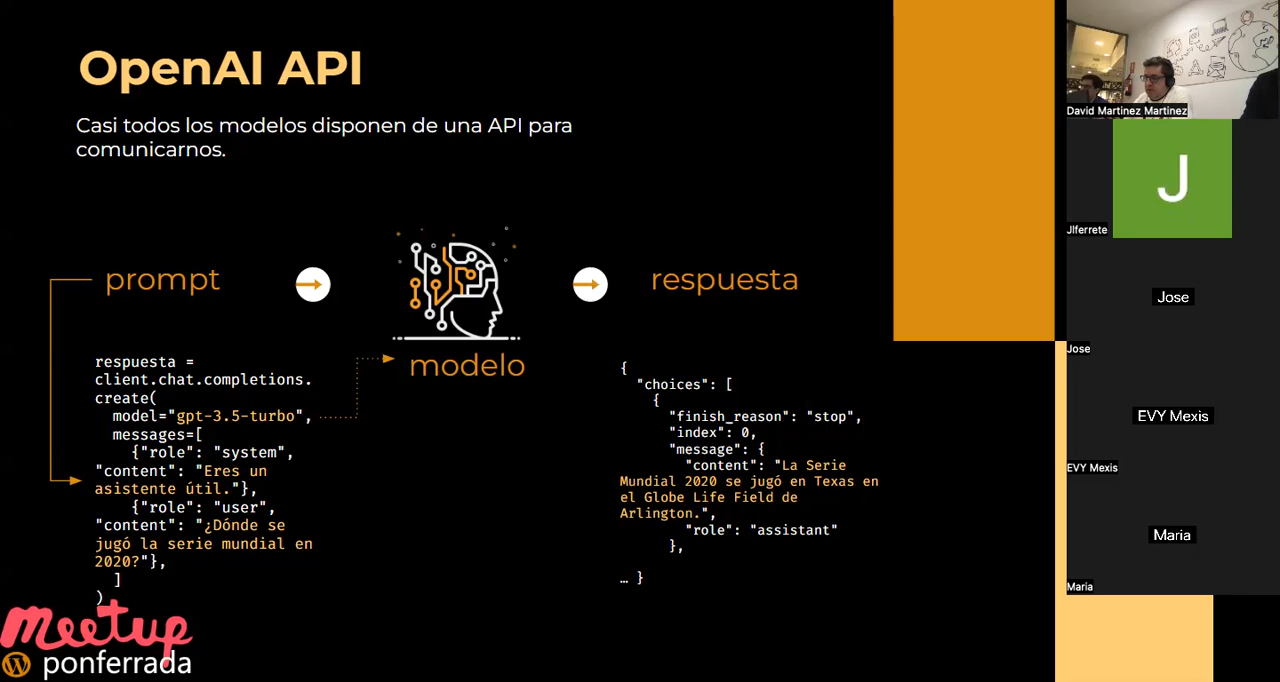 OpenAI API
Casi todos los modelos disponen de una API para
comunicarnos.
prompt
modelo
respuesta
respuesta =
client.chat.completions.
create(
model="gpt-3.5-turbo",
messages=[
{"role": "system",
"content": "Eres un
asistente útil."},
{"role": "user",
"content": "¿Dónde se
jugó la serie mundial en
2020?"},
]
)
{
"choices": [
{
"finish_reason": "stop",
"index": 0,
"message": {
"content": "La Serie
Mundial 2020 se jugó en Texas en
el Globe Life Field de
Arlington.",
"role": "assistant"
},
… }
meetup
ponferrada
David Martinez Martinez
J
Jlferrete
Jose
Jose
EVY Mexis
EVY Mexis
Maria
Maria